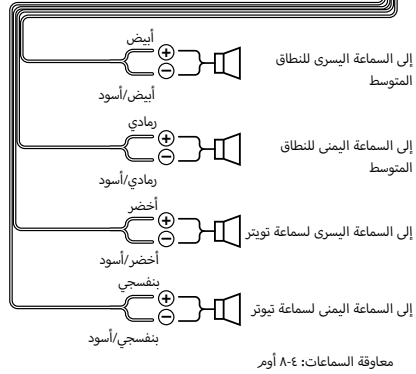 أبيض
إلى السماعة اليسرى للنطاق
المتوسط
أبيض/أسود
رمادي
إلى السماعة اليمنى للنطاق
المتوسط
رمادي/أسود
أخضر
إلى السماعة اليسرى لسماعة تويتر
أخضر/أسود
بنفسجي
إلى السماعة اليمنى لسماعة تيوتر
بنفسجي/أسود
معاوقة السماعات: ٤-٨ أوم